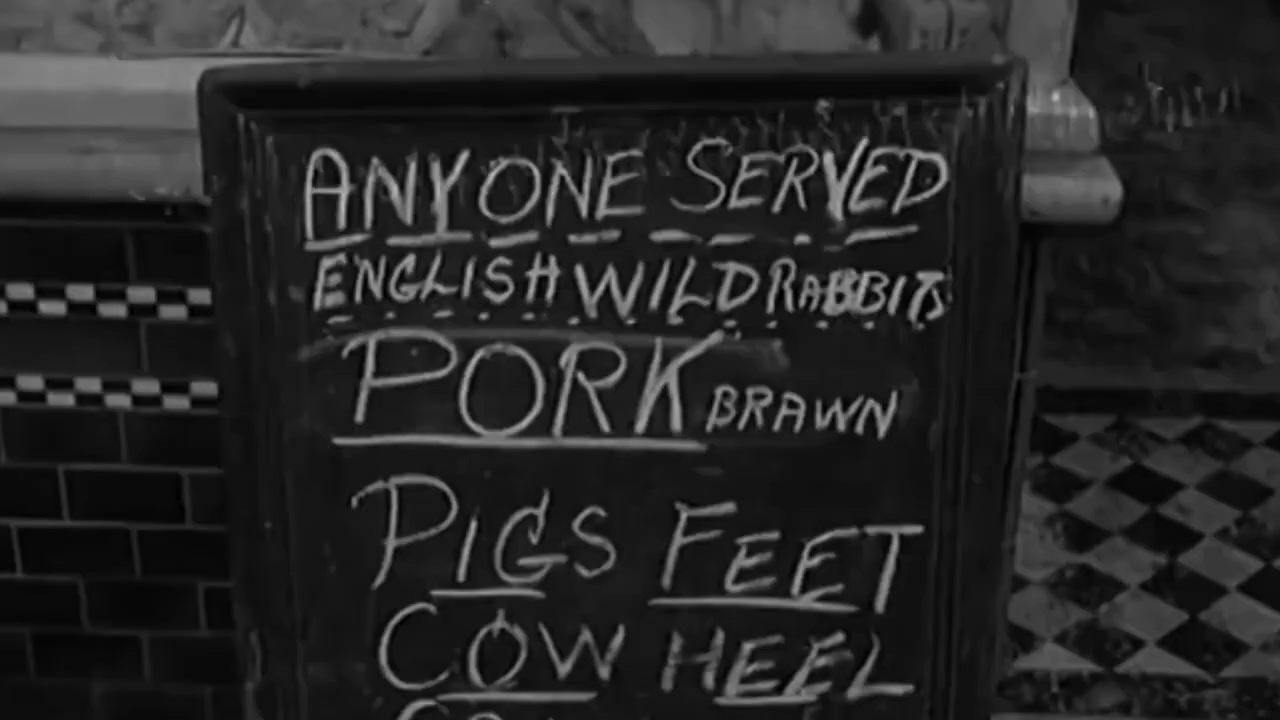 ANYONE SERVED
ENGLISH WILD RABBITS
PORK BRAWN
PIGS FEET
COW HEEL